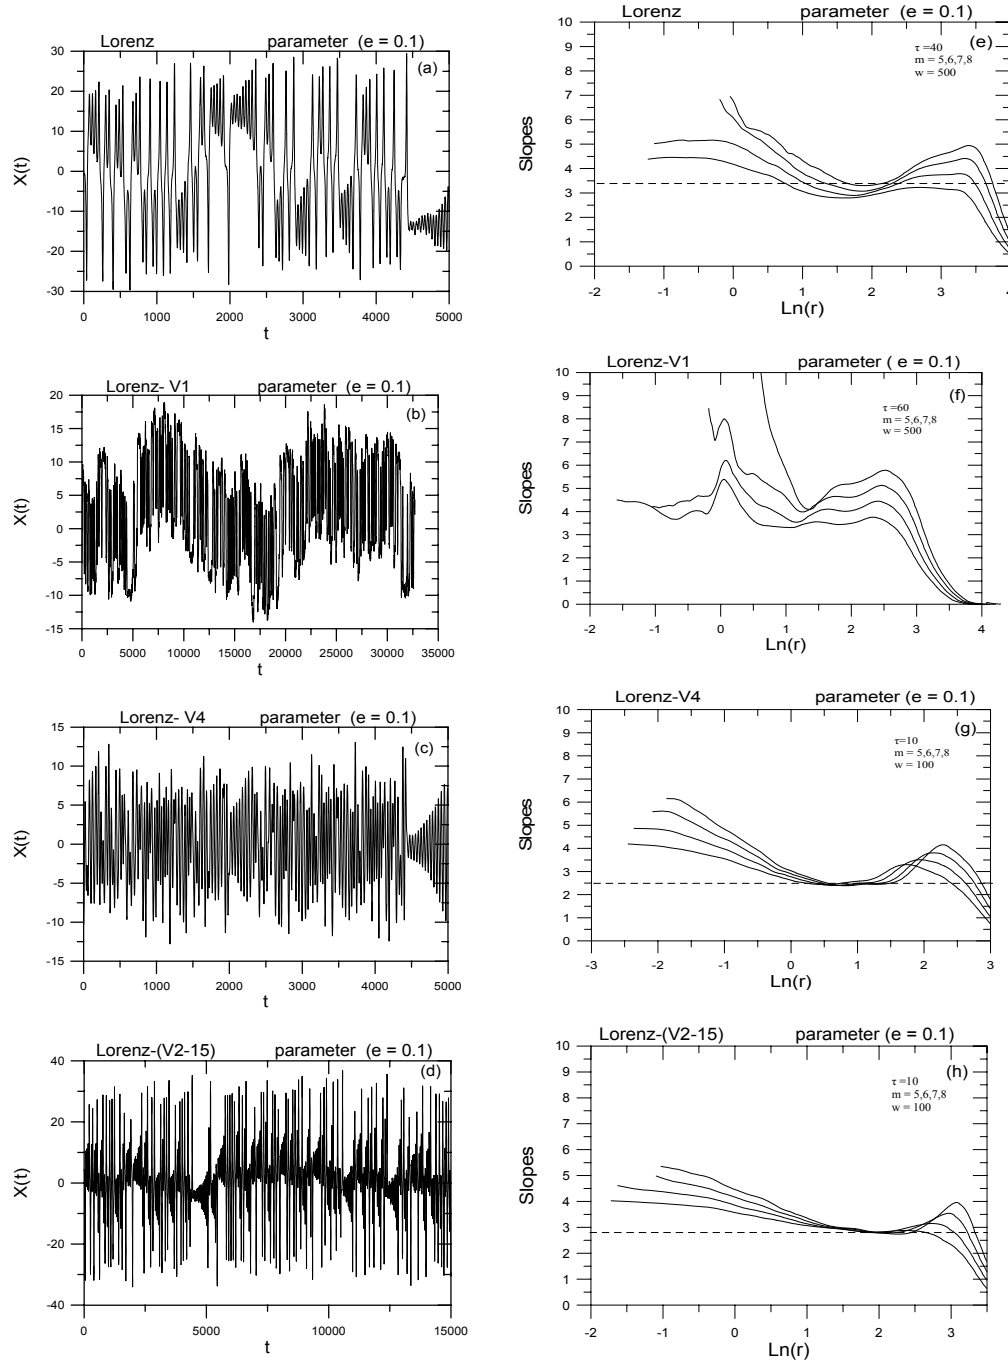 Lorenz parameter (e = 0.1)
(a)
30
20
10
0
-10
-20
-30
X(t)
0 1000 2000 3000 4000 5000
t
Lorenz parameter (e = 0.1)
(e)
τ=40
m = 5,6,7,8
w = 500
10
9
8
7
6
5
4
3
2
1
0
Slopes
-2 -1 0 1 2 3 4
Ln(r)
Lorenz- V1 parameter (e = 0.1)
(b)
20
15
10
5
0
-5
-10
-15
X(t)
0 5000 10000 15000 20000 25000 30000 35000
t
Lorenz-V1 parameter ( e = 0.1)
(f)
τ=60
m = 5,6,7,8
w = 500
10
9
8
7
6
5
4
3
2
1
0
Slopes
-2 -1 0 1 2 3 4
Ln(r)
Lorenz- V4 parameter (e = 0.1)
(c)
15
10
5
0
-5
-10
-15
X(t)
0 1000 2000 3000 4000 5000
t
Lorenz-V4 parameter (e = 0.1)
(g)
τ=10
m = 5,6,7,8
w = 100
10
9
8
7
6
5
4
3
2
1
0
Slopes
-3 -2 -1 0 1 2 3
Ln(r)
Lorenz-(V2-15) parameter (e = 0.1)
(d)
40
20
0
-20
-40
X(t)
0 5000 10000 15000
t
Lorenz-(V2-15) parameter (e = 0.1)
(h)
τ=10
m = 5,6,7,8
w = 100
10
9
8
7
6
5
4
3
2
1
0
Slopes
-2 -1 0 1 2 3
Ln(r)